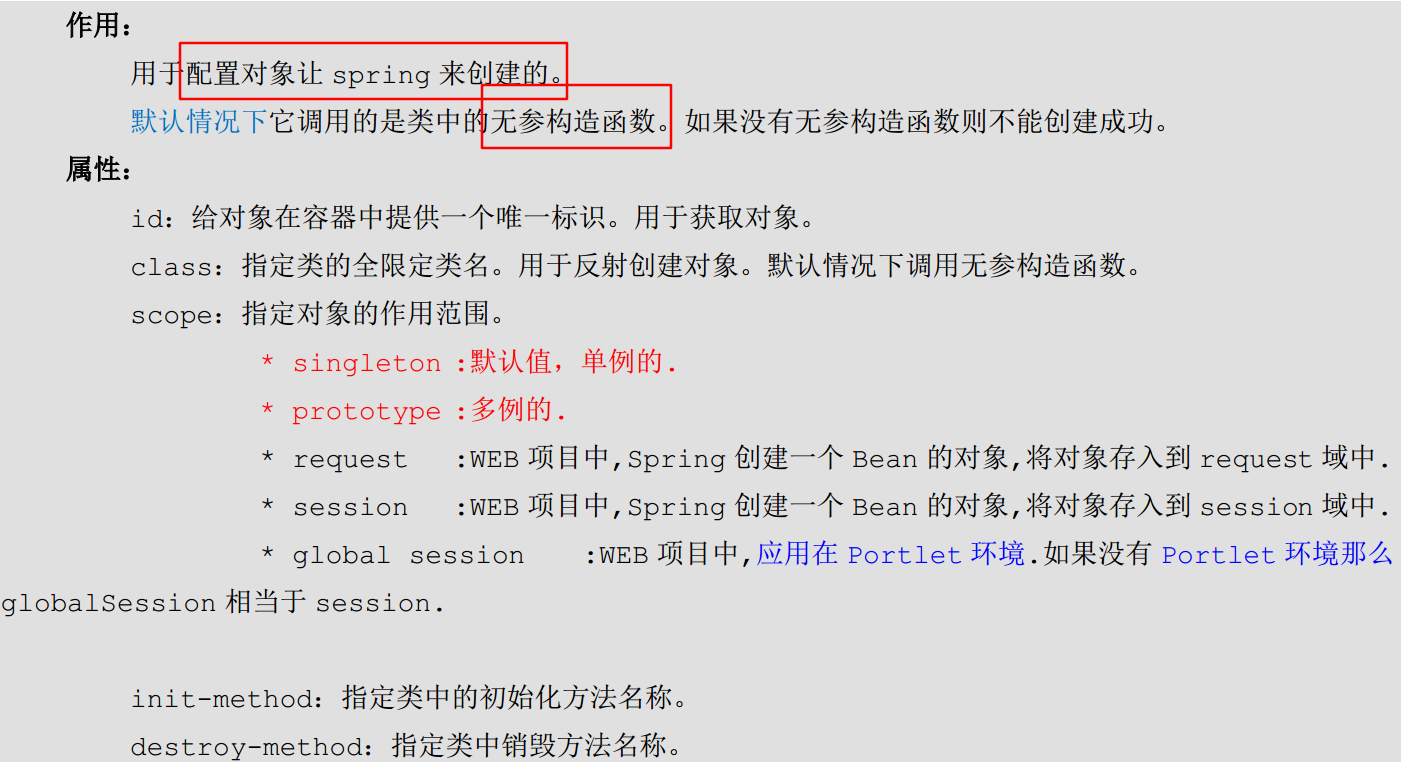 作用：
用于配置对象让 spring 来创建的。
默认情况下它调用的是类中的无参构造函数。如果没有无参构造函数则不能创建成功。
属性：
id：给对象在容器中提供一个唯一标识。用于获取对象。
class：指定类的全限定类名。用于反射创建对象。默认情况下调用无参构造函数。
scope：指定对象的作用范围。
* singleton :默认值，单例的.
* prototype :多例的.
* request :WEB 项目中,Spring 创建一个 Bean 的对象,将对象存入到 request 域中.
* session :WEB 项目中,Spring 创建一个 Bean 的对象,将对象存入到 session 域中.
* global session :WEB 项目中,应用在 Portlet 环境.如果没有 Portlet 环境那么
globalSession 相当于 session.
init-method：指定类中的初始化方法名称。
destroy-method：指定类中销毁方法名称。